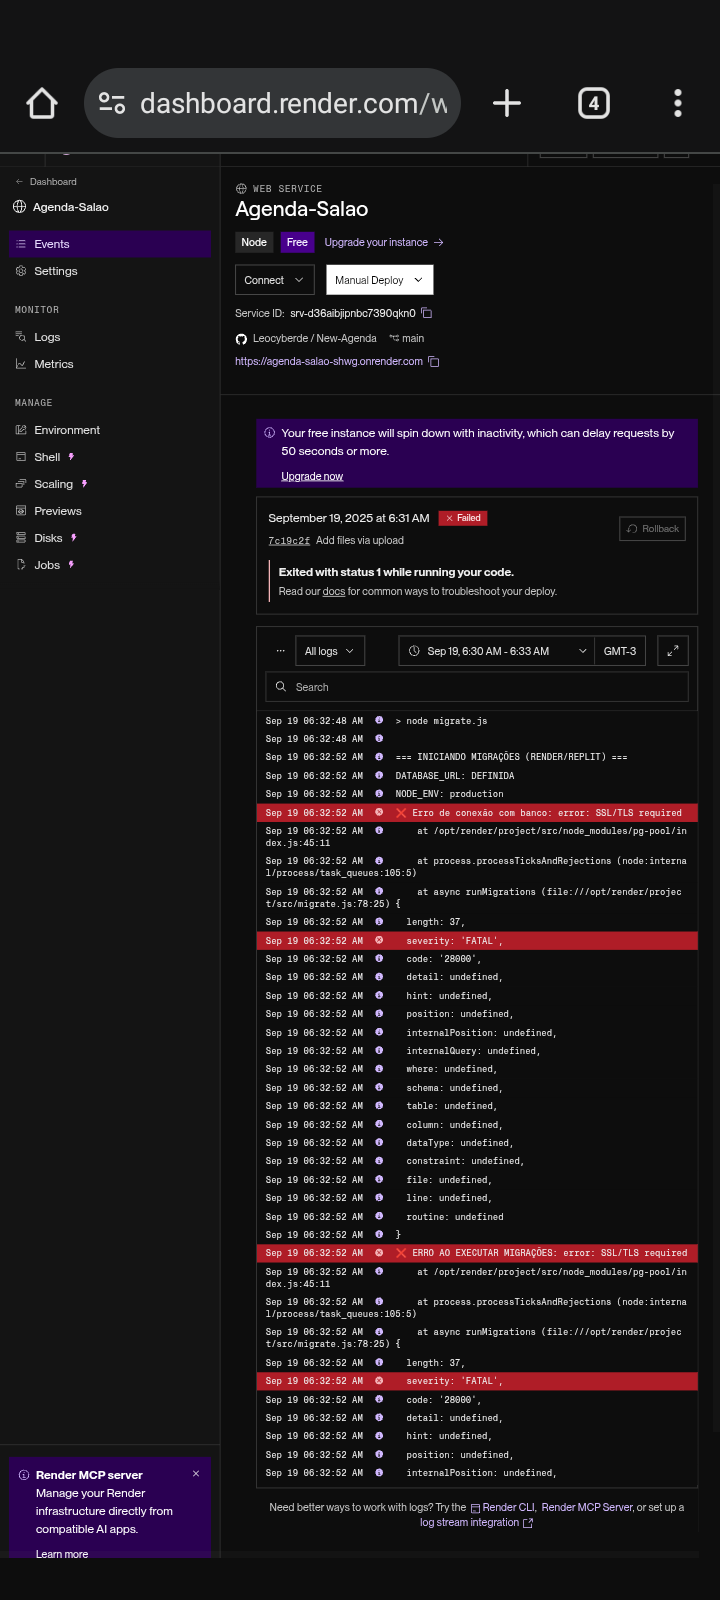 dashboard.render.com/w
4
Dashboard
Agenda-Salao
Events
Settings
MONITOR
Logs
Metrics
MANAGE
Environment
Shell
Scaling
Previews
Disks
Jobs
WEB SERVICE
Agenda-Salao
Node Free Upgrade your instance →
Connect Manual Deploy
Service ID: srv-d36aibjipnbc7390qkn0
Leocyberde / New-Agenda main
https://agenda-salao-shwg.onrender.com
Your free instance will spin down with inactivity, which can delay requests by
50 seconds or more.
Upgrade now
September 19, 2025 at 6:31 AM Failed
7c19c2f Add files via upload
Rollback
Exited with status 1 while running your code.
Read our docs for common ways to troubleshoot your deploy.
All logs Sep 19, 6:30 AM - 6:33 AM GMT-3
Search
Sep 19 06:32:48 AM > node migrate.js
Sep 19 06:32:48 AM
Sep 19 06:32:52 AM === INICIANDO MIGRAÇÕES (RENDER/REPLIT) ===
Sep 19 06:32:52 AM DATABASE_URL: DEFINIDA
Sep 19 06:32:52 AM NODE_ENV: production
Sep 19 06:32:52 AM ❌ Erro de conexão com banco: error: SSL/TLS required
Sep 19 06:32:52 AM at /opt/render/project/src/node_modules/pg-pool/in
dex.js:45:11
Sep 19 06:32:52 AM at process.processTicksAndRejections (node:interna
l/process/task_queues:105:5)
Sep 19 06:32:52 AM at async runMigrations (file:///opt/render/projec
t/src/migrate.js:78:25) {
Sep 19 06:32:52 AM length: 37,
Sep 19 06:32:52 AM severity: 'FATAL',
Sep 19 06:32:52 AM code: '28000',
Sep 19 06:32:52 AM detail: undefined,
Sep 19 06:32:52 AM hint: undefined,
Sep 19 06:32:52 AM position: undefined,
Sep 19 06:32:52 AM internalPosition: undefined,
Sep 19 06:32:52 AM internalQuery: undefined,
Sep 19 06:32:52 AM where: undefined,
Sep 19 06:32:52 AM schema: undefined,
Sep 19 06:32:52 AM table: undefined,
Sep 19 06:32:52 AM column: undefined,
Sep 19 06:32:52 AM dataType: undefined,
Sep 19 06:32:52 AM constraint: undefined,
Sep 19 06:32:52 AM file: undefined,
Sep 19 06:32:52 AM line: undefined,
Sep 19 06:32:52 AM routine: undefined
Sep 19 06:32:52 AM }
Sep 19 06:32:52 AM ❌ ERRO AO EXECUTAR MIGRAÇÕES: error: SSL/TLS required
Sep 19 06:32:52 AM at /opt/render/project/src/node_modules/pg-pool/in
dex.js:45:11
Sep 19 06:32:52 AM at process.processTicksAndRejections (node:interna
l/process/task_queues:105:5)
Sep 19 06:32:52 AM at async runMigrations (file:///opt/render/projec
t/src/migrate.js:78:25) {
Sep 19 06:32:52 AM length: 37,
Sep 19 06:32:52 AM severity: 'FATAL',
Sep 19 06:32:52 AM code: '28000',
Sep 19 06:32:52 AM detail: undefined,
Sep 19 06:32:52 AM hint: undefined,
Sep 19 06:32:52 AM position: undefined,
Sep 19 06:32:52 AM internalPosition: undefined,
Need better ways to work with logs? Try the Render CLI, Render MCP Server, or set up a
log stream integration
Render MCP server
Manage your Render
infrastructure directly from
compatible AI apps.
Learn more